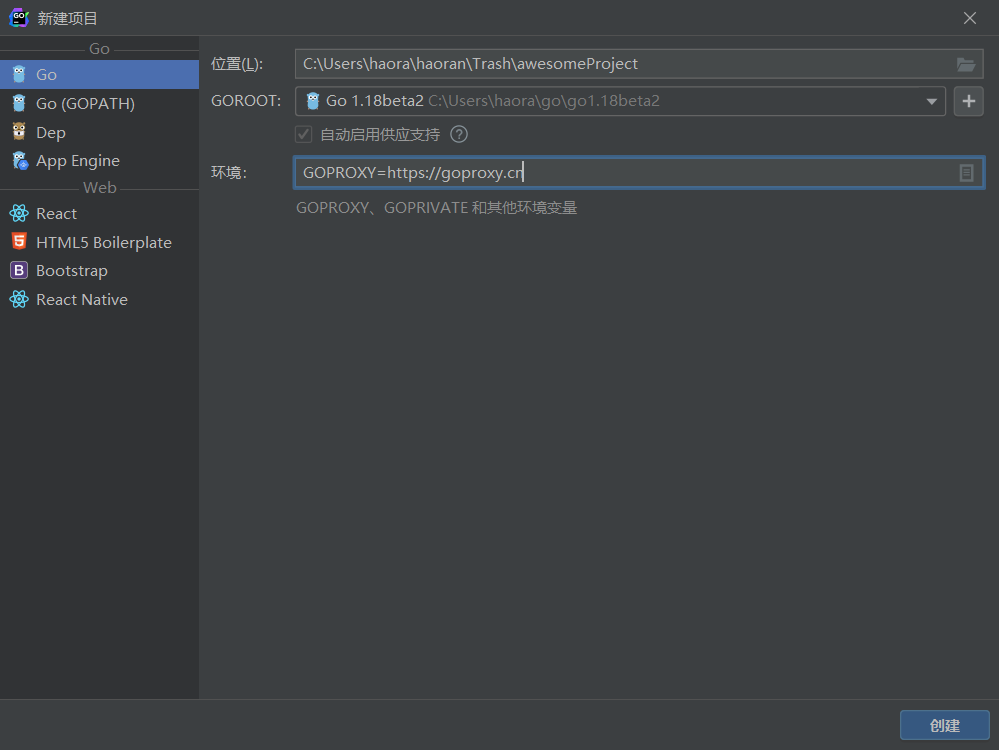 新建项目
Go
Go
Go (GOPATH)
Dep
App Engine
Web
React
HTML5 Boilerplate
Bootstrap
React Native
位置(L): C:\Users\haora\haoran\Trash\awesomeProject
GOROOT: Go 1.18beta2 C:\Users\haora\go\go1.18beta2
自动启用供应支持
环境: GOPROXY=https://goproxy.cn
GOPROXY、GOPRIVATE 和其他环境变量
创建